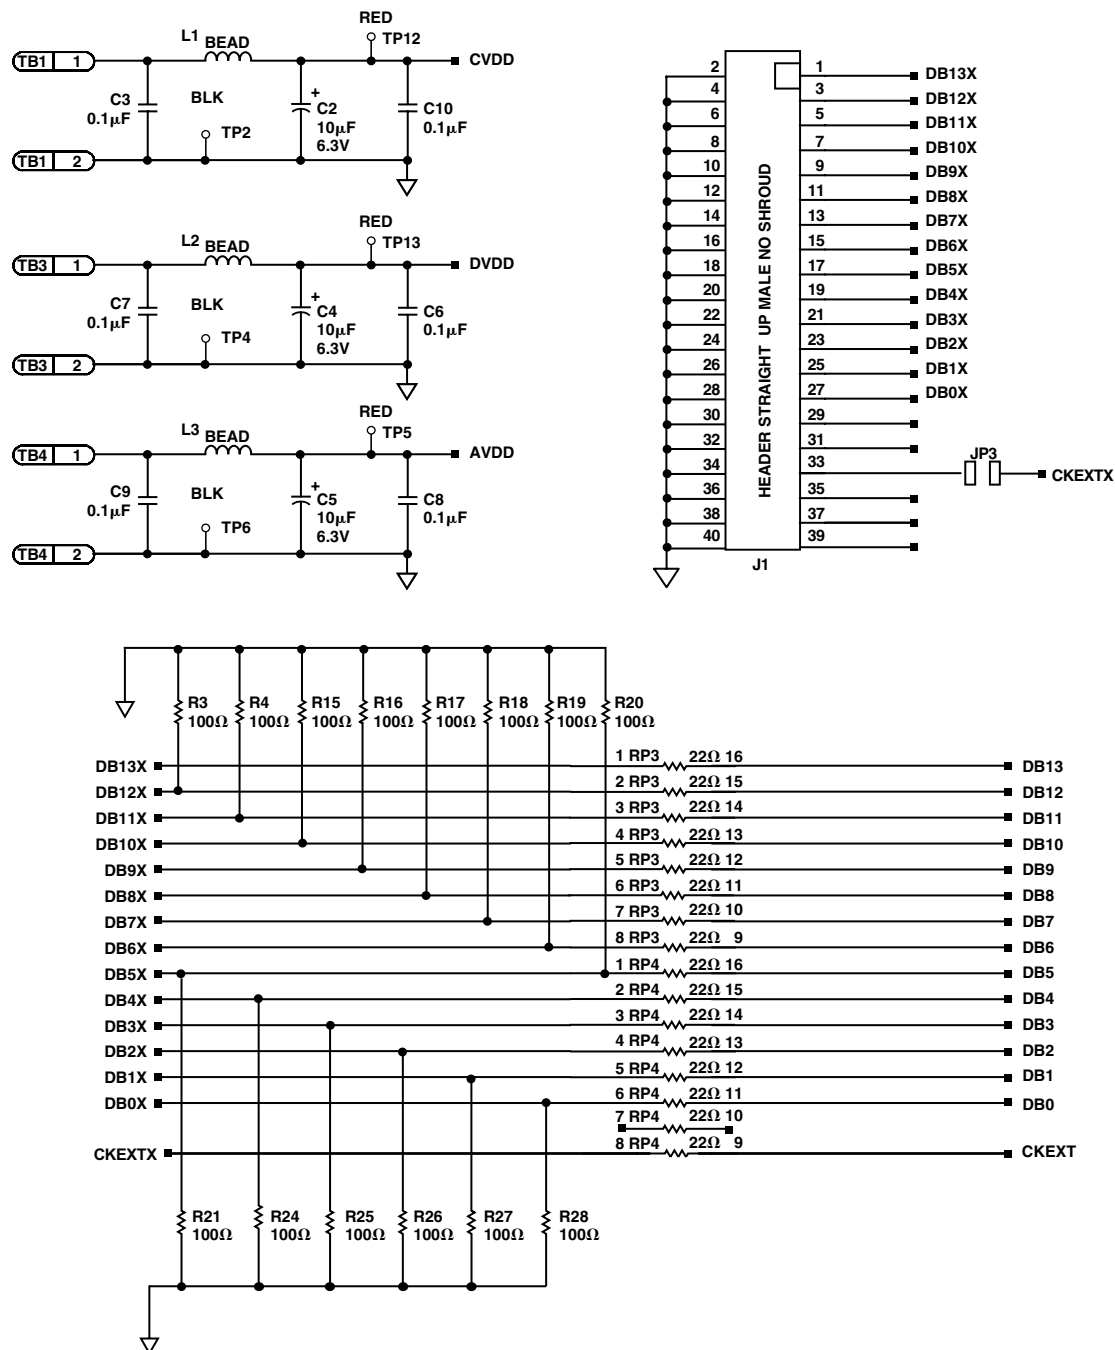 RED
L1 BEAD TP12
TB1 1 CVDD
C3 0.1μF
BLK
TP2
+
C2 10μF 6.3V
C10 0.1μF
TB1 2
RED
L2 BEAD TP13
TB3 1 DVDD
C7 0.1μF
BLK
TP4
+
C4 10μF 6.3V
C6 0.1μF
TB3 2
RED
L3 BEAD TP5
TB4 1 AVDD
C9 0.1μF
BLK
TP6
+
C5 10μF 6.3V
C8 0.1μF
TB4 2
2 1 DB13X
4 3 DB12X
6 5 DB11X
8 7 DB10X
10 9 DB9X
12 11 DB8X
14 13 DB7X
16 15 DB6X
18 17 DB5X
20 19 DB4X
22 21 DB3X
24 23 DB2X
26 25 DB1X
28 27 DB0X
30 29
32 31
34 33 JP3 CKEXTX
36 35
38 37
40 39
HEADER STRAIGHT UP MALE NO SHROUD
J1
R3 R4 R15 R16 R17 R18 R19 R20
100Ω 100Ω 100Ω 100Ω 100Ω 100Ω 100Ω 100Ω
DB13X 1 RP3 22Ω 16 DB13
DB12X 2 RP3 22Ω 15 DB12
DB11X 3 RP3 22Ω 14 DB11
DB10X 4 RP3 22Ω 13 DB10
DB9X 5 RP3 22Ω 12 DB9
DB8X 6 RP3 22Ω 11 DB8
DB7X 7 RP3 22Ω 10 DB7
DB6X 8 RP3 22Ω 9 DB6
DB5X 1 RP4 22Ω 16 DB5
DB4X 2 RP4 22Ω 15 DB4
DB3X 3 RP4 22Ω 14 DB3
DB2X 4 RP4 22Ω 13 DB2
DB1X 5 RP4 22Ω 12 DB1
DB0X 6 RP4 22Ω 11 DB0
7 RP4 22Ω 10
CKEXTX 8 RP4 22Ω 9 CKEXT
R21 R24 R25 R26 R27 R28
100Ω 100Ω 100Ω 100Ω 100Ω 100Ω